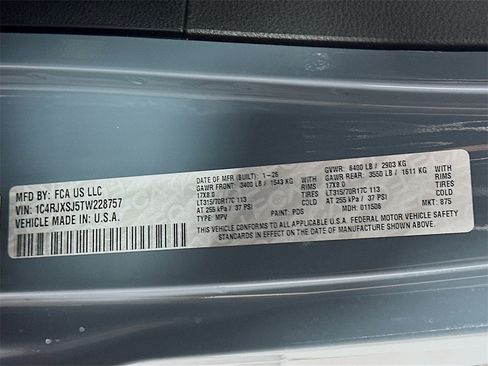 MFD BY: FCA US LLC
VIN: 1C4RJXSJ5TW228757
VEHICLE MADE IN: U.S.A.
DATE OF MFR (BUILT): 1-26
GAWR FRONT: 3400 LB / 1543 KG
17X8.0 RIMS
LT315/70R17C 113 TIRES
AT 255 kPa / 37 PSI
TYPE: MPV PAINT: PDS
GVWR: 6400 LB / 2903 KG
GAWR REAR: 3550 LB / 1611 KG
17X8.0 RIMS
LT315/70R17C 113 TIRES
AT 255 kPa / 37 PSI
MDH: 011506 MKT: 875
THIS VEHICLE CONFORMS TO ALL APPLICABLE U.S.A. FEDERAL MOTOR VEHICLE SAFETY,
BUMPER, AND THEFT PREVENTION STANDARDS IN EFFECT ON THE DATE OF MANUFACTURE SHOWN ABOVE.